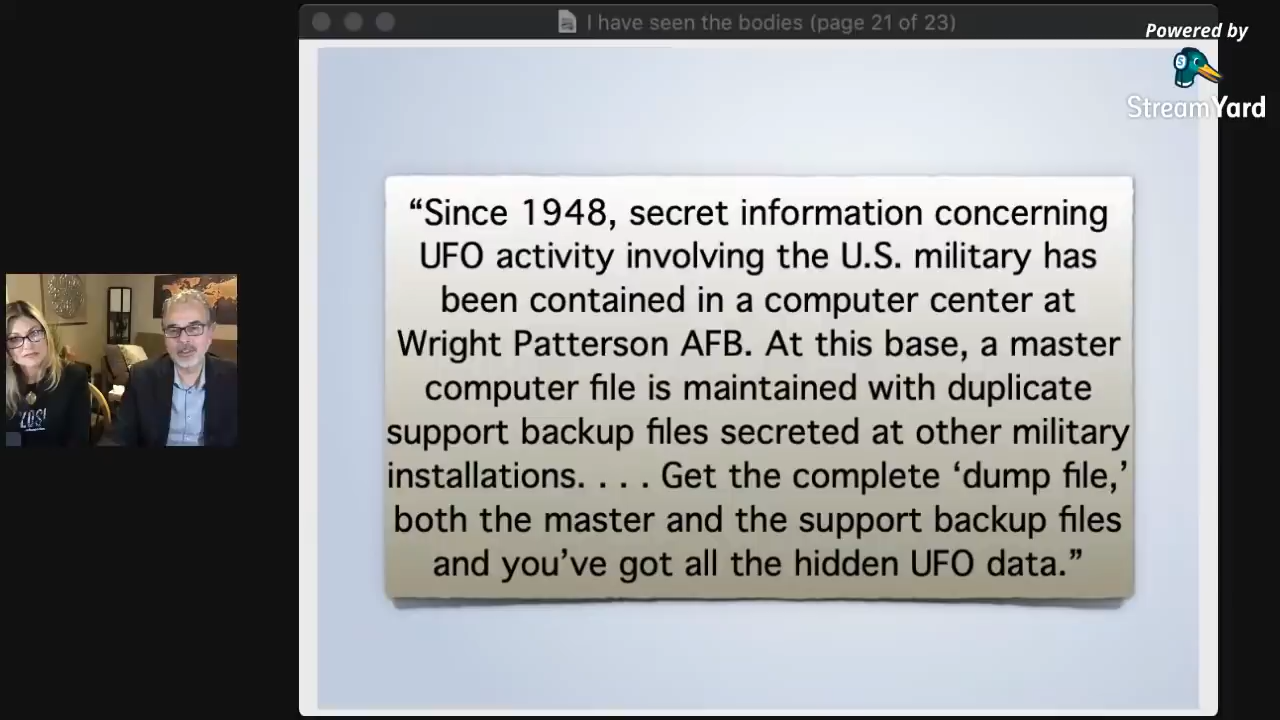 I have seen the bodies (page 21 of 23)
Powered by
StreamYard
“Since 1948, secret information concerning
UFO activity involving the U.S. military has
been contained in a computer center at
Wright Patterson AFB. At this base, a master
computer file is maintained with duplicate
support backup files secreted at other military
installations. . . . Get the complete ‘dump file,’
both the master and the support backup files
and you’ve got all the hidden UFO data.”